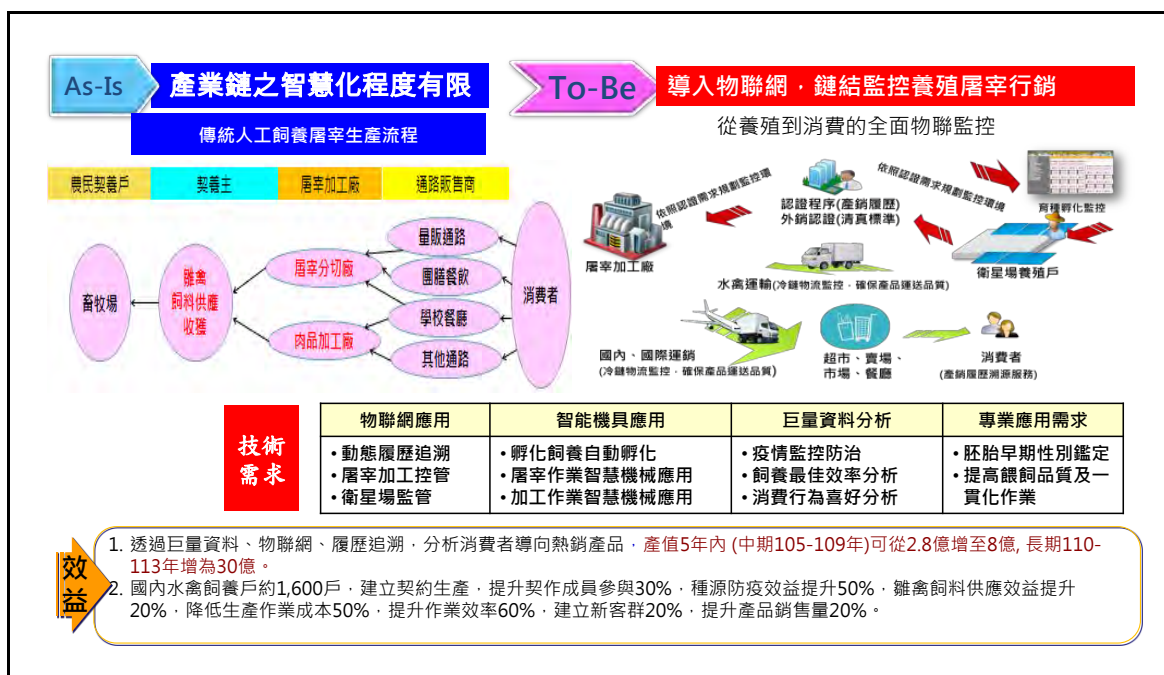 As-Is
產業鏈之智慧化程度有限
傳統人工飼養屠宰生產流程
農民契養戶
契養主
屠宰加工廠
通路販售商
畜牧場
雛禽
飼料供應
收獲
屠宰分切廠
肉品加工廠
量販通路
團膳餐飲
學校餐廳
其他通路
消費者
To-Be
導入物聯網，鏈結監控養殖屠宰行銷
從養殖到消費的全面物聯監控
依照認證需求規劃監控環
境
屠宰加工廠
認證程序(產銷履歷)
外銷認證(清真標準)
依照認證需求規劃監控環境
育種孵化監控
衛星場養殖戶
水禽運輸(冷鏈物流監控，確保產品運送品質)
國內、國際運銷
(冷鏈物流監控，確保產品運送品質)
超市、賣場、
市場、餐廳
消費者
(產銷履歷溯源服務)
技術
需求
物聯網應用
• 動態履歷追溯
• 屠宰加工控管
• 衛星場監管
智能機具應用
• 孵化飼養自動孵化
• 屠宰作業智慧機械應用
• 加工作業智慧機械應用
巨量資料分析
• 疫情監控防治
• 飼養最佳效率分析
• 消費行為喜好分析
專業應用需求
• 胚胎早期性別鑑定
• 提高餵飼品質及一
貫化作業
效
益
1. 透過巨量資料、物聯網、履歷追溯，分析消費者導向熱銷產品，產值5年內 (中期105-109年)可從2.8億增至8億, 長期110-
113年增為30億。
2. 國內水禽飼養戶約1,600戶，建立契約生產，提升契作成員參與30%，種源防疫效益提升50%，雛禽飼料供應效益提升
20%，降低生產作業成本50%，提升作業效率60%，建立新客群20%，提升產品銷售量20%。